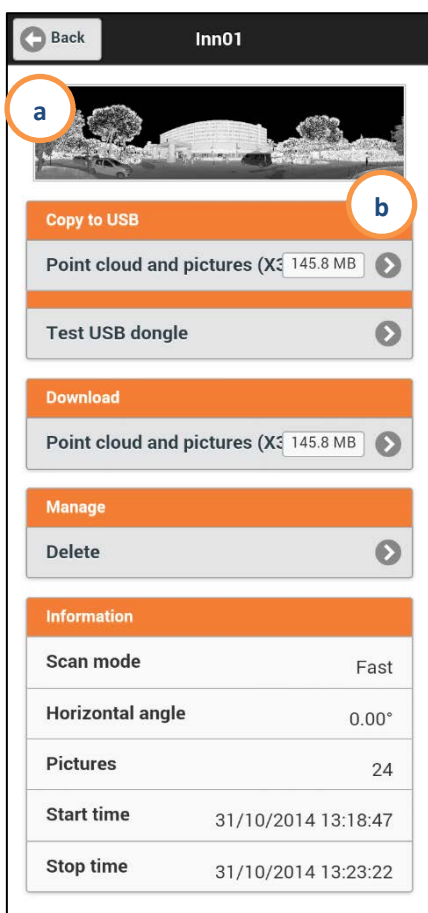 Back
Inn01
a
b
Copy to USB
Point cloud and pictures (X3 145.8 MB
Test USB dongle
Download
Point cloud and pictures (X3 145.8 MB
Manage
Delete
Information
Scan mode Fast
Horizontal angle 0.00°
Pictures 24
Start time 31/10/2014 13:18:47
Stop time 31/10/2014 13:23:22